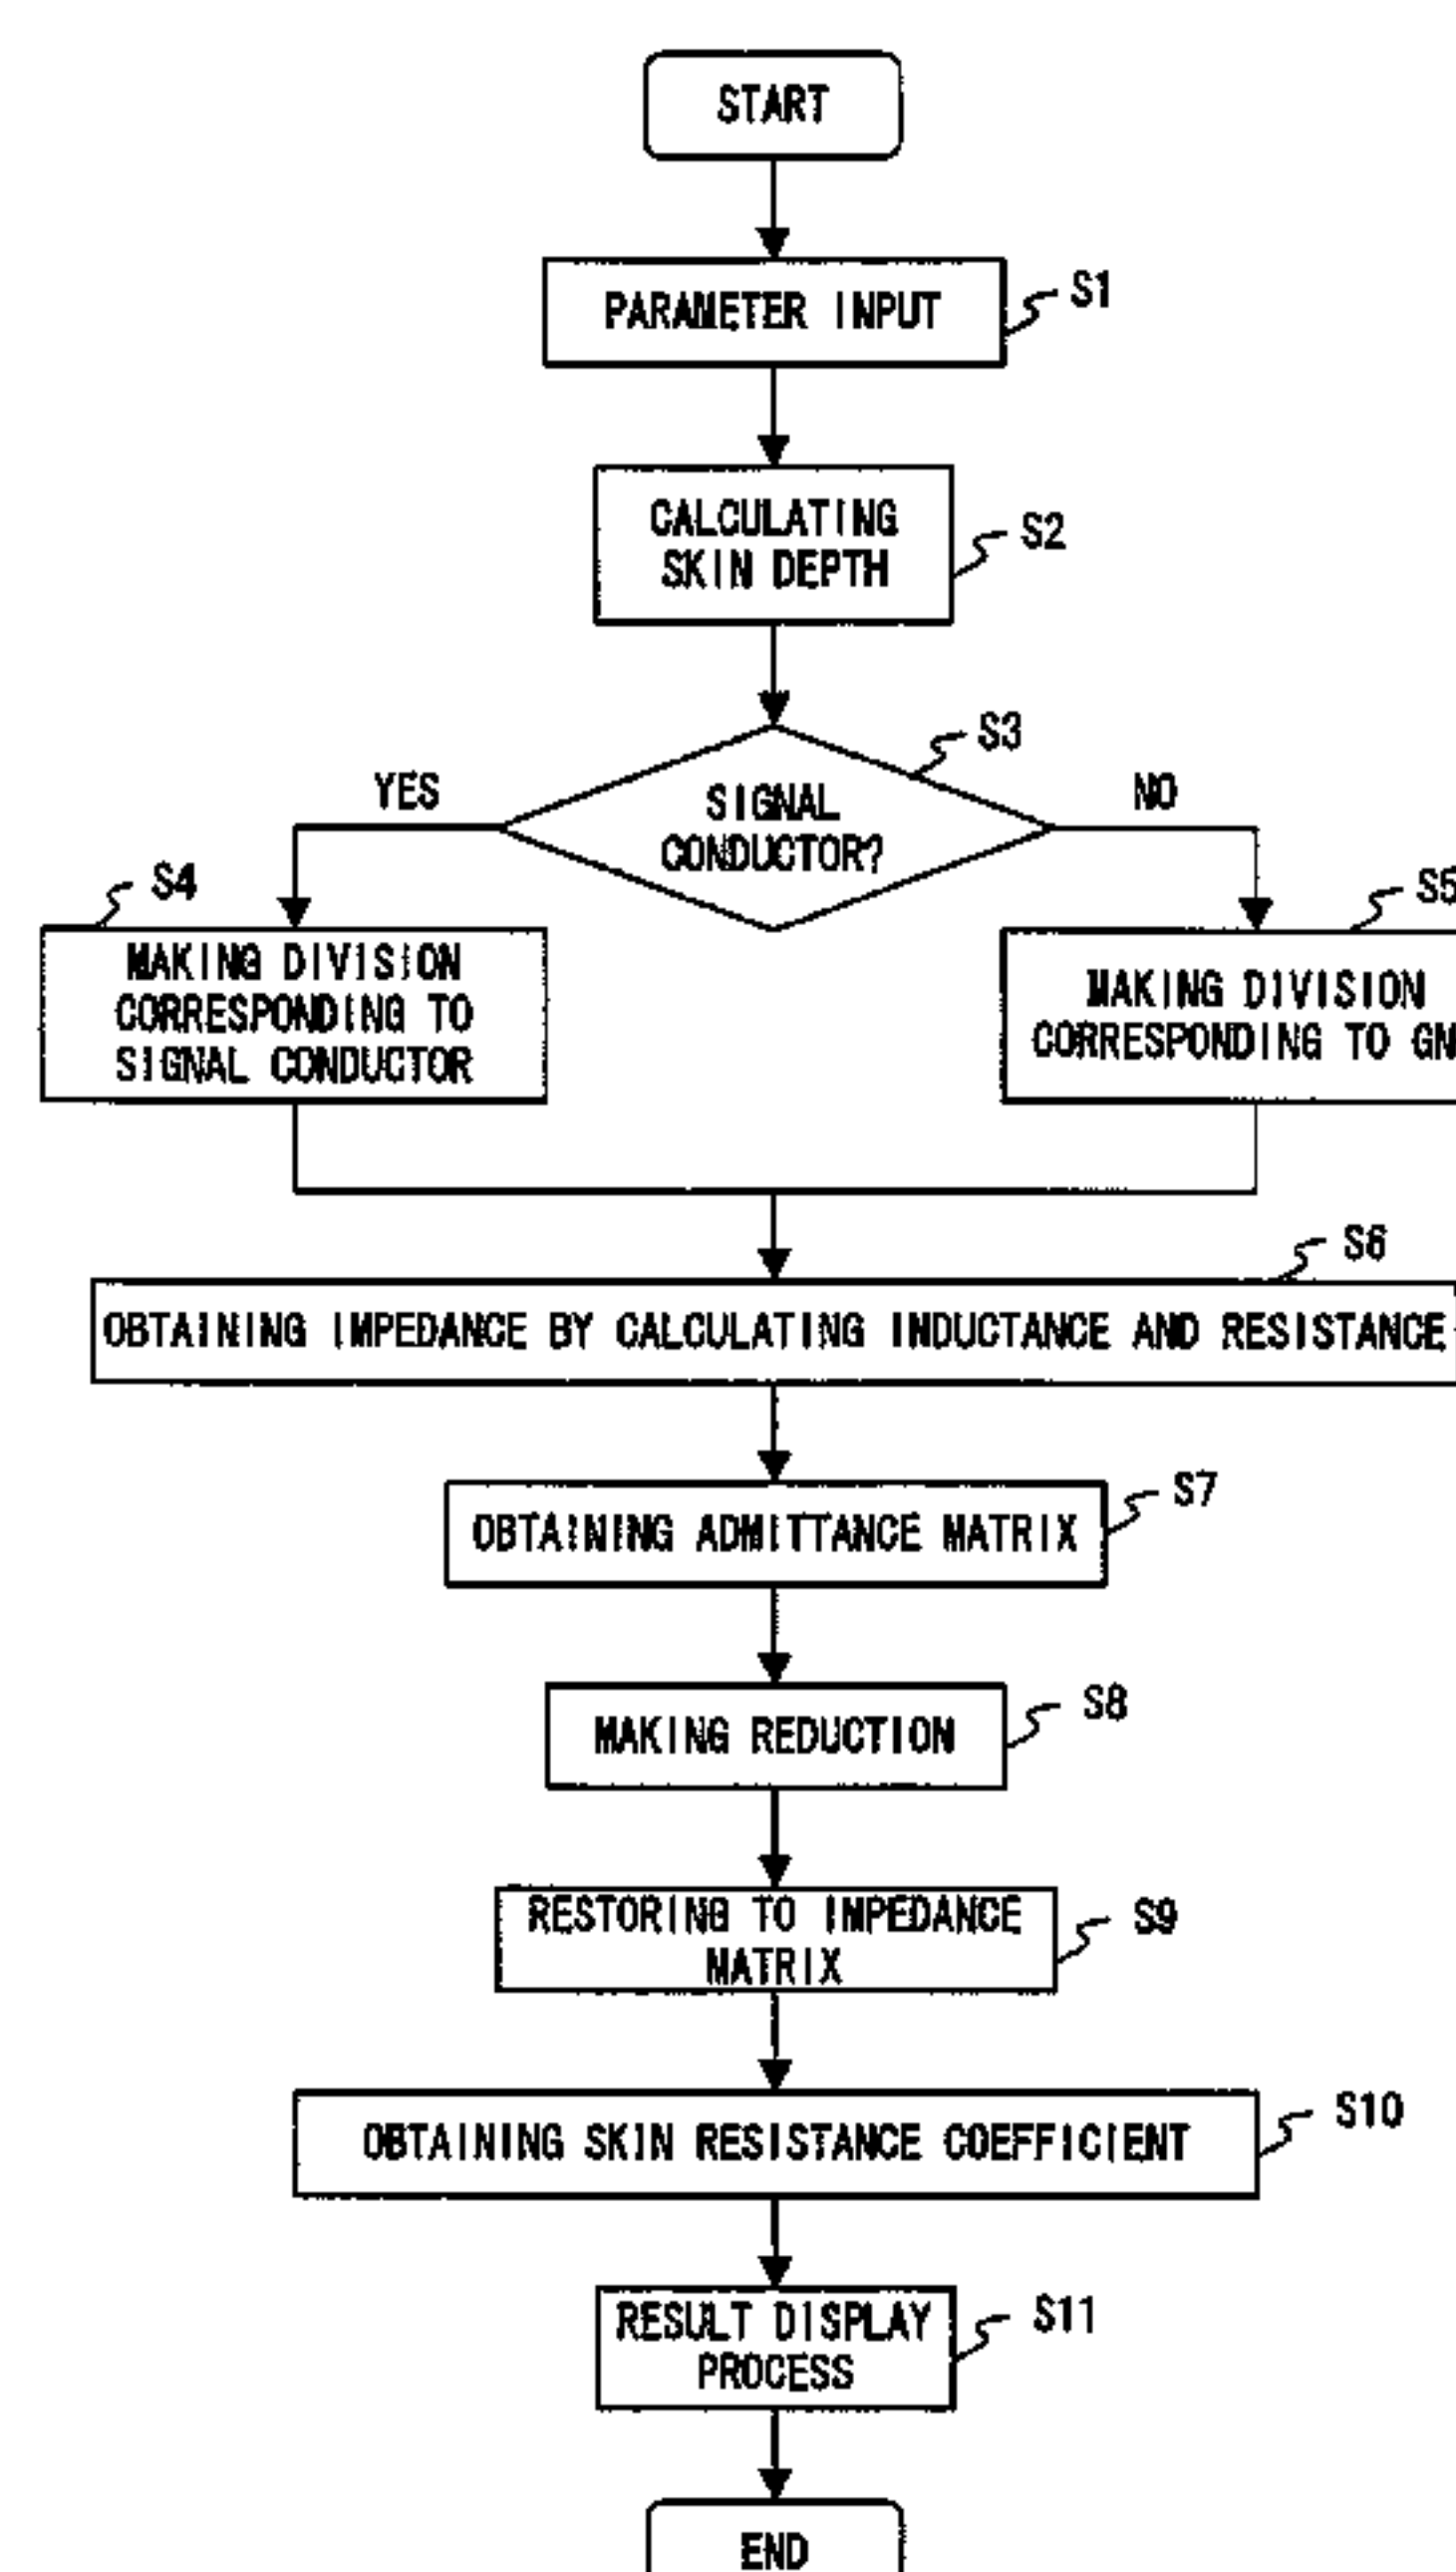 START
PARAMETER INPUT
S1
CALCULATING
SKIN DEPTH
S2
S3
SIGNAL
CONDUCTOR?
YES
NO
S4
MAKING DIVISION
CORRESPONDING TO
SIGNAL CONDUCTOR
S5
MAKING DIVISION
CORRESPONDING TO
S6
OBTAINING IMPEDANCE BY CALCULATING INDUCTANCE AND RESISTANCE
S7
OBTAINING ADMITTANCE MATRIX
S8
MAKING REDUCTION
S9
RESTORING TO IMPEDANCE
MATRIX
S10
OBTAINING SKIN RESISTANCE COEFFICIENT
S11
RESULT DISPLAY
PROCESS
END